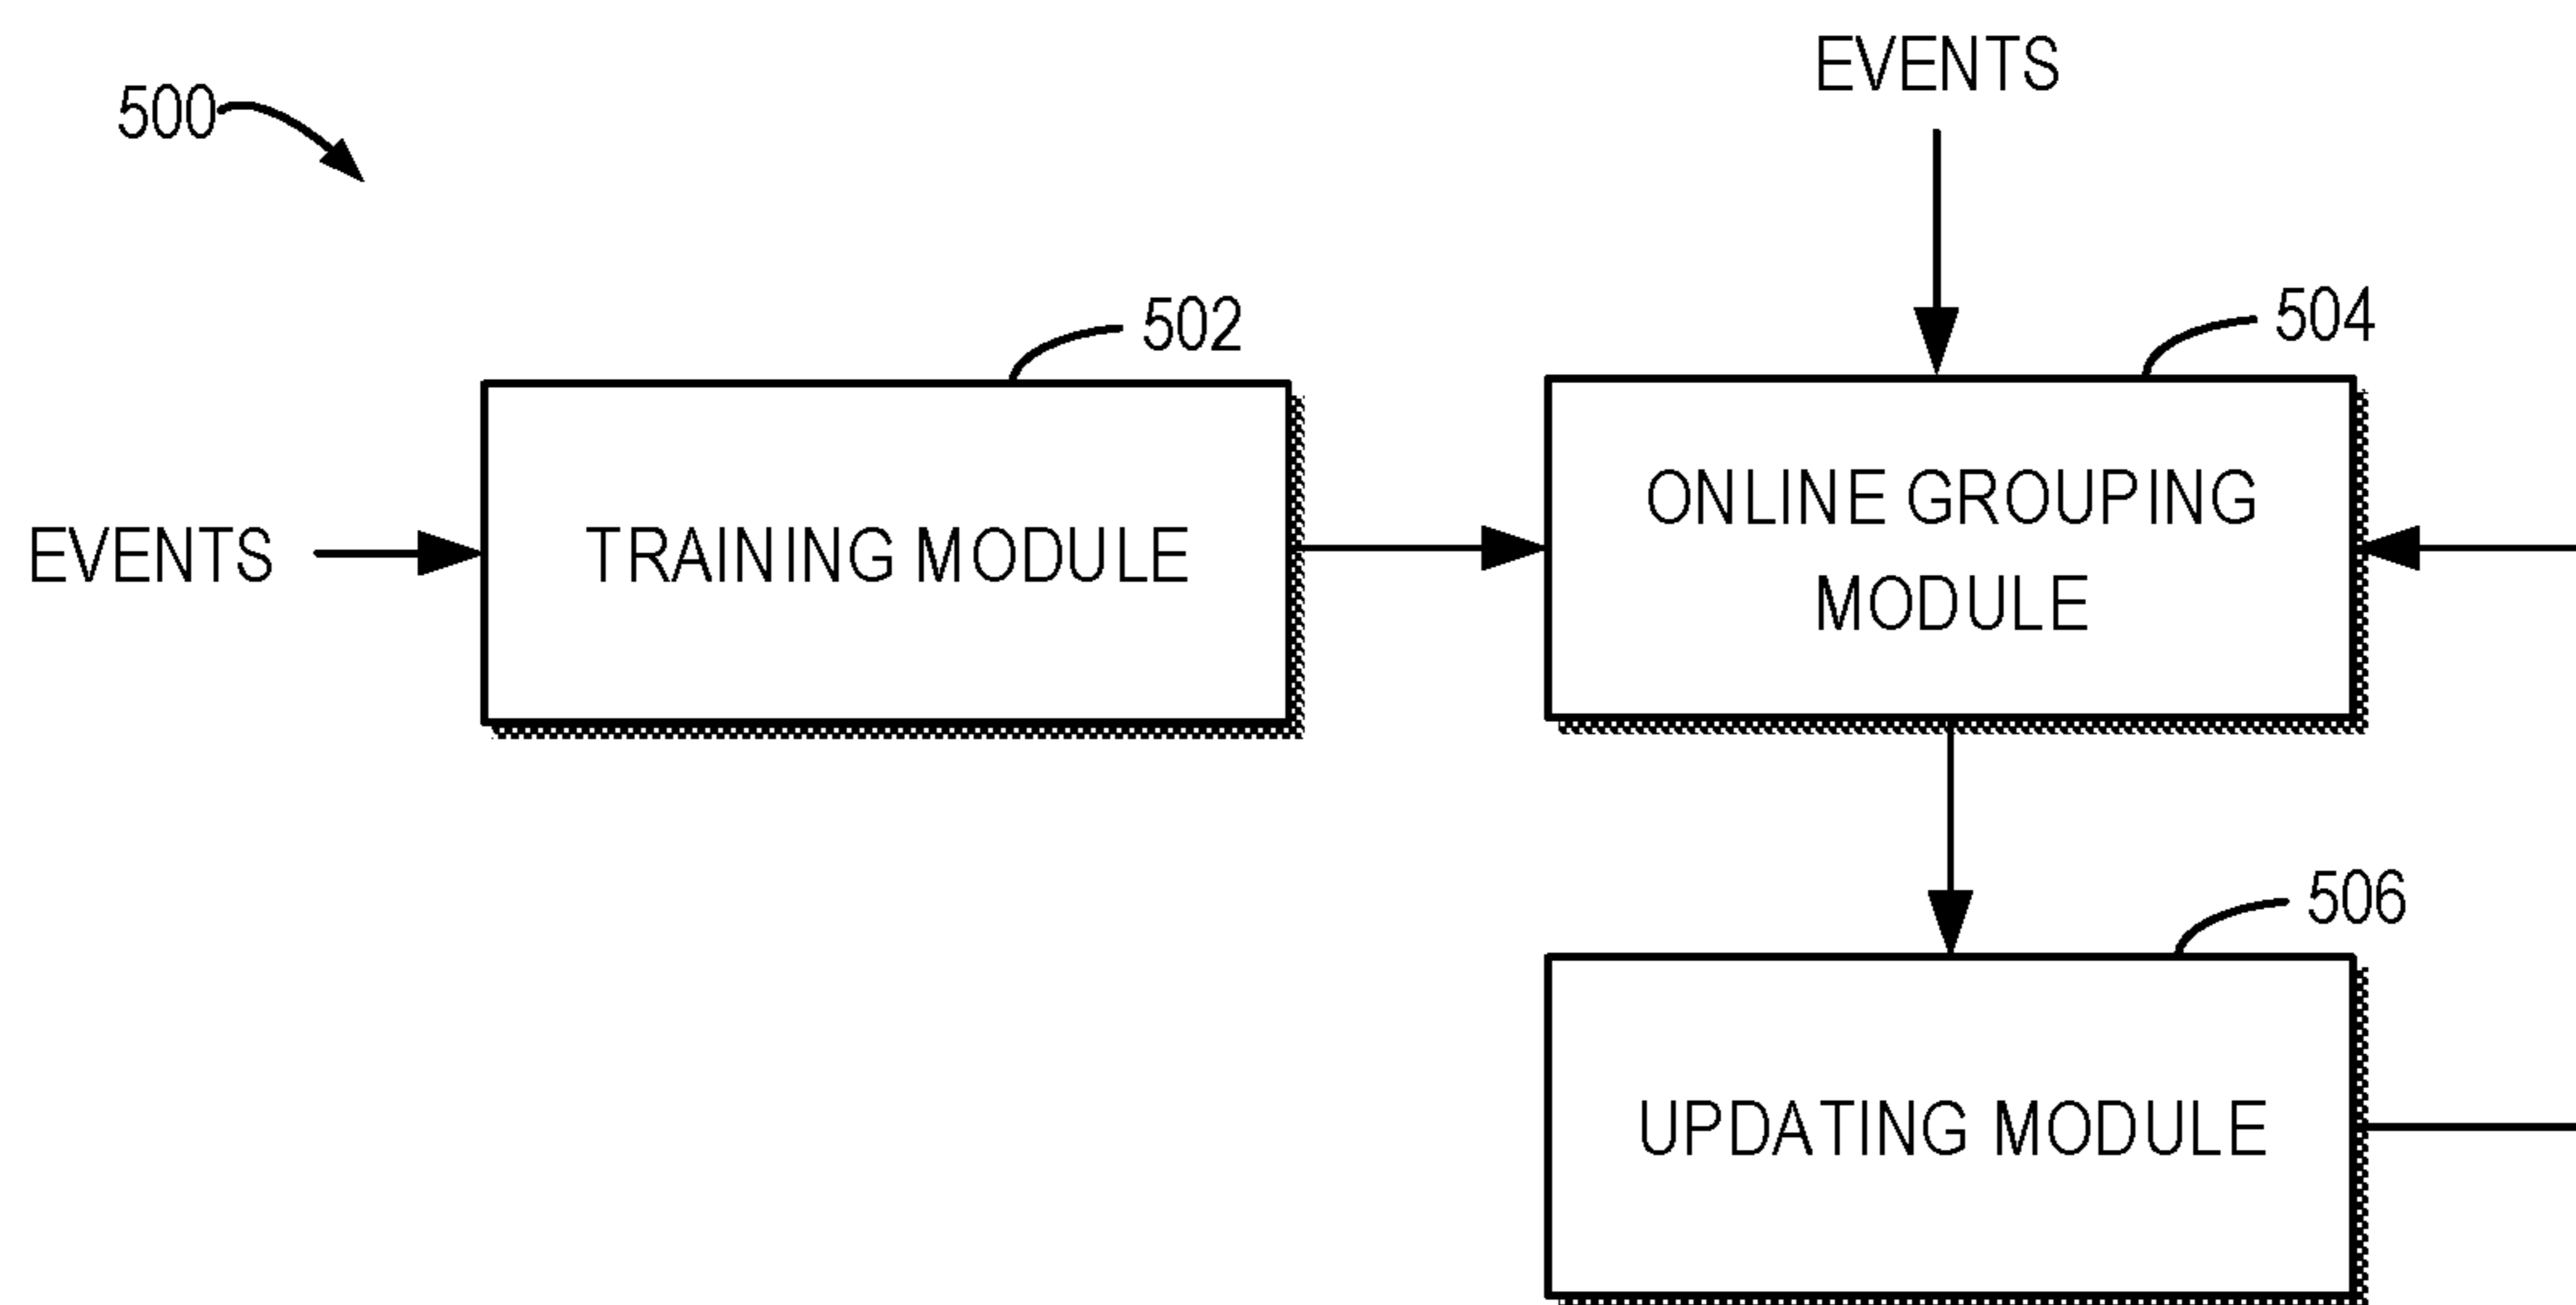 EVENTS
500
504
502
ONLINE GROUPING
EVENTS
TRAINING MODULE
MODULE
506
UPDATING MODULE